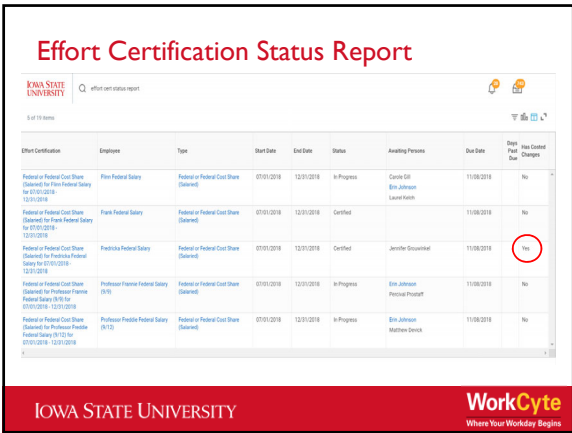 Effort Certification Status Report
IOWA STATE
UNIVERSITY
effort cert status report
5 of 19 items
Effort Certification Employee Type Start Date End Date Status Awaiting Persons Due Date Days Past Due Has Costed Changes
Federal or Federal Cost Share Flinn Federal Salary Federal or Federal Cost Share 07/01/2018 12/31/2018 In Progress Carole Gill 11/08/2018 No
(Salaried) for Flinn Federal Salary (Salaried) Erin Johnson
for 07/01/2018 - Laurel Keich
12/31/2018
Federal or Federal Cost Share Frank Federal Salary Federal or Federal Cost Share 07/01/2018 12/31/2018 Certified 11/08/2018 No
(Salaried) for Frank Federal Salary (Salaried)
for 07/01/2018 -
12/31/2018
Federal or Federal Cost Share Fredricka Federal Salary Federal or Federal Cost Share 07/01/2018 12/31/2018 Certified Jennifer Grouwinkel 11/08/2018 Yes
(Salaried) for Fredricka Federal (Salaried)
Salary for 07/01/2018 -
12/31/2018
Federal or Federal Cost Share Professor Frannie Federal Salary Federal or Federal Cost Share 07/01/2018 12/31/2018 In Progress Erin Johnson 11/08/2018 No
(Salaried) for Professor Frannie (9/9) (Salaried) Percival Prostaff
Federal Salary (9/9) for
07/01/2018 - 12/31/2018
Federal or Federal Cost Share Professor Freddie Federal Salary Federal or Federal Cost Share 07/01/2018 12/31/2018 In Progress Erin Johnson 11/08/2018 No
(Salaried) for Professor Freddie (9/12) (Salaried) Matthew Derick
Federal Salary (9/12) for
07/01/2018 - 12/31/2018
IOWA STATE UNIVERSITY
WorkCyte
Where Your Workday Begins